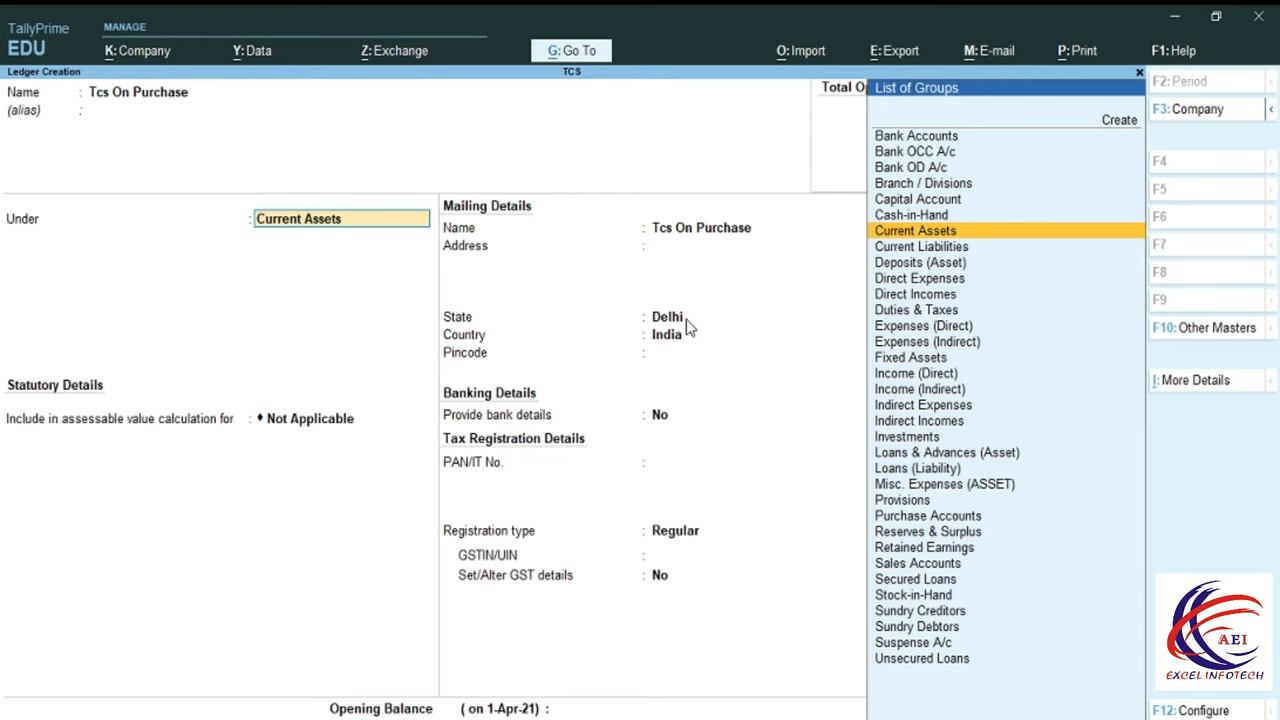 TallyPrime
EDU
MANAGE
K:Company
Y:Data
Z:Exchange
G: Go To
O:Import
E:Export
M:E-mail
P:Print
F1:Help
Ledger Creation
TCS
×
Name : Tcs On Purchase
(alias) :
Total Op
Under : Current Assets
Mailing Details
Name : Tcs On Purchase
Address :
State : Delhi
Country : India
Pincode :
Statutory Details
Include in assessable value calculation for : ♦ Not Applicable
Banking Details
Provide bank details : No
Tax Registration Details
PAN/IT No. :
Registration type : Regular
GSTIN/UIN :
Set/Alter GST details : No
Opening Balance ( on 1-Apr-21) :
List of Groups
Create
Bank Accounts
Bank OCC A/c
Bank OD A/c
Branch / Divisions
Capital Account
Cash-in-Hand
Current Assets
Current Liabilities
Deposits (Asset)
Direct Expenses
Direct Incomes
Duties & Taxes
Expenses (Direct)
Expenses (Indirect)
Fixed Assets
Income (Direct)
Income (Indirect)
Indirect Expenses
Indirect Incomes
Investments
Loans & Advances (Asset)
Loans (Liability)
Misc. Expenses (ASSET)
Provisions
Purchase Accounts
Reserves & Surplus
Retained Earnings
Sales Accounts
Secured Loans
Stock-in-Hand
Sundry Creditors
Sundry Debtors
Suspense A/c
Unsecured Loans
F2: Period
F3: Company
F4
F5
F6
F7
F8
F9
F10: Other Masters
I: More Details
AEI
EXCEL INFOTECH
F12: Configure